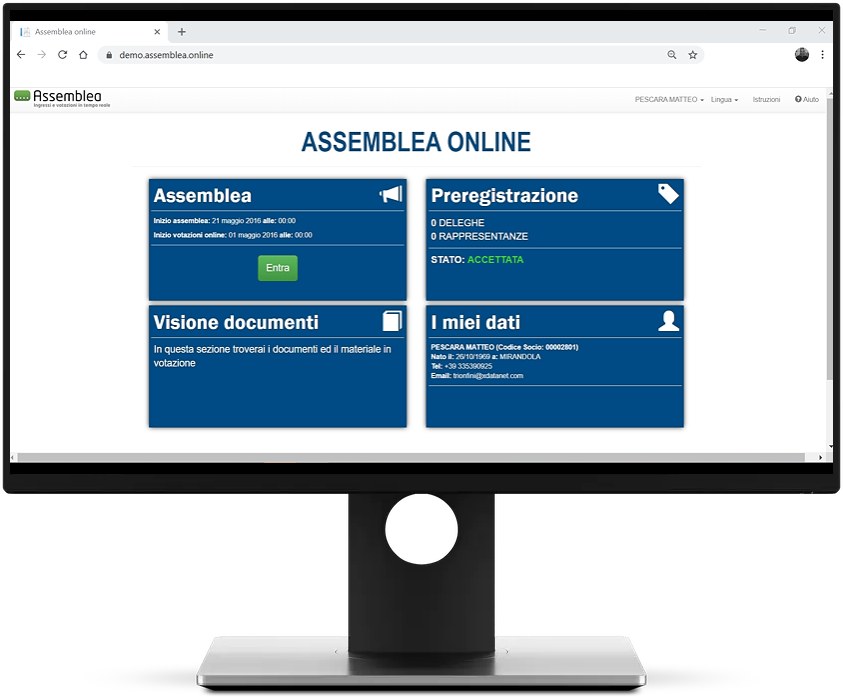 Assemblea online
demo.assemblea.online
Assemblea
Ingressi e votazioni in tempo reale
PESCARA MATTEO Lingua Istruzioni Aiuto
ASSEMBLEA ONLINE
Assemblea
Inizio assemblea: 21 maggio 2016 alle: 00:00
Inizio votazioni online: 01 maggio 2016 alle: 00:00
Entra
Preregistrazione
0 DELEGHE
0 RAPPRESENTANZE
STATO: ACCETTATA
Visione documenti
In questa sezione troverai i documenti ed il materiale in
votazione
I miei dati
PESCARA MATTEO (Codice Socio: 00002801)
Nato il: 26/10/1969 a: MIRANDOLA
Tel: +39 335390925
Email: trionfini@xdatanet.com